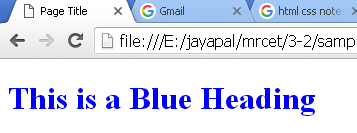 Page Title
Gmail
html css note
file:///E:/jayapal/mrcet/3-2/samp
This is a Blue Heading